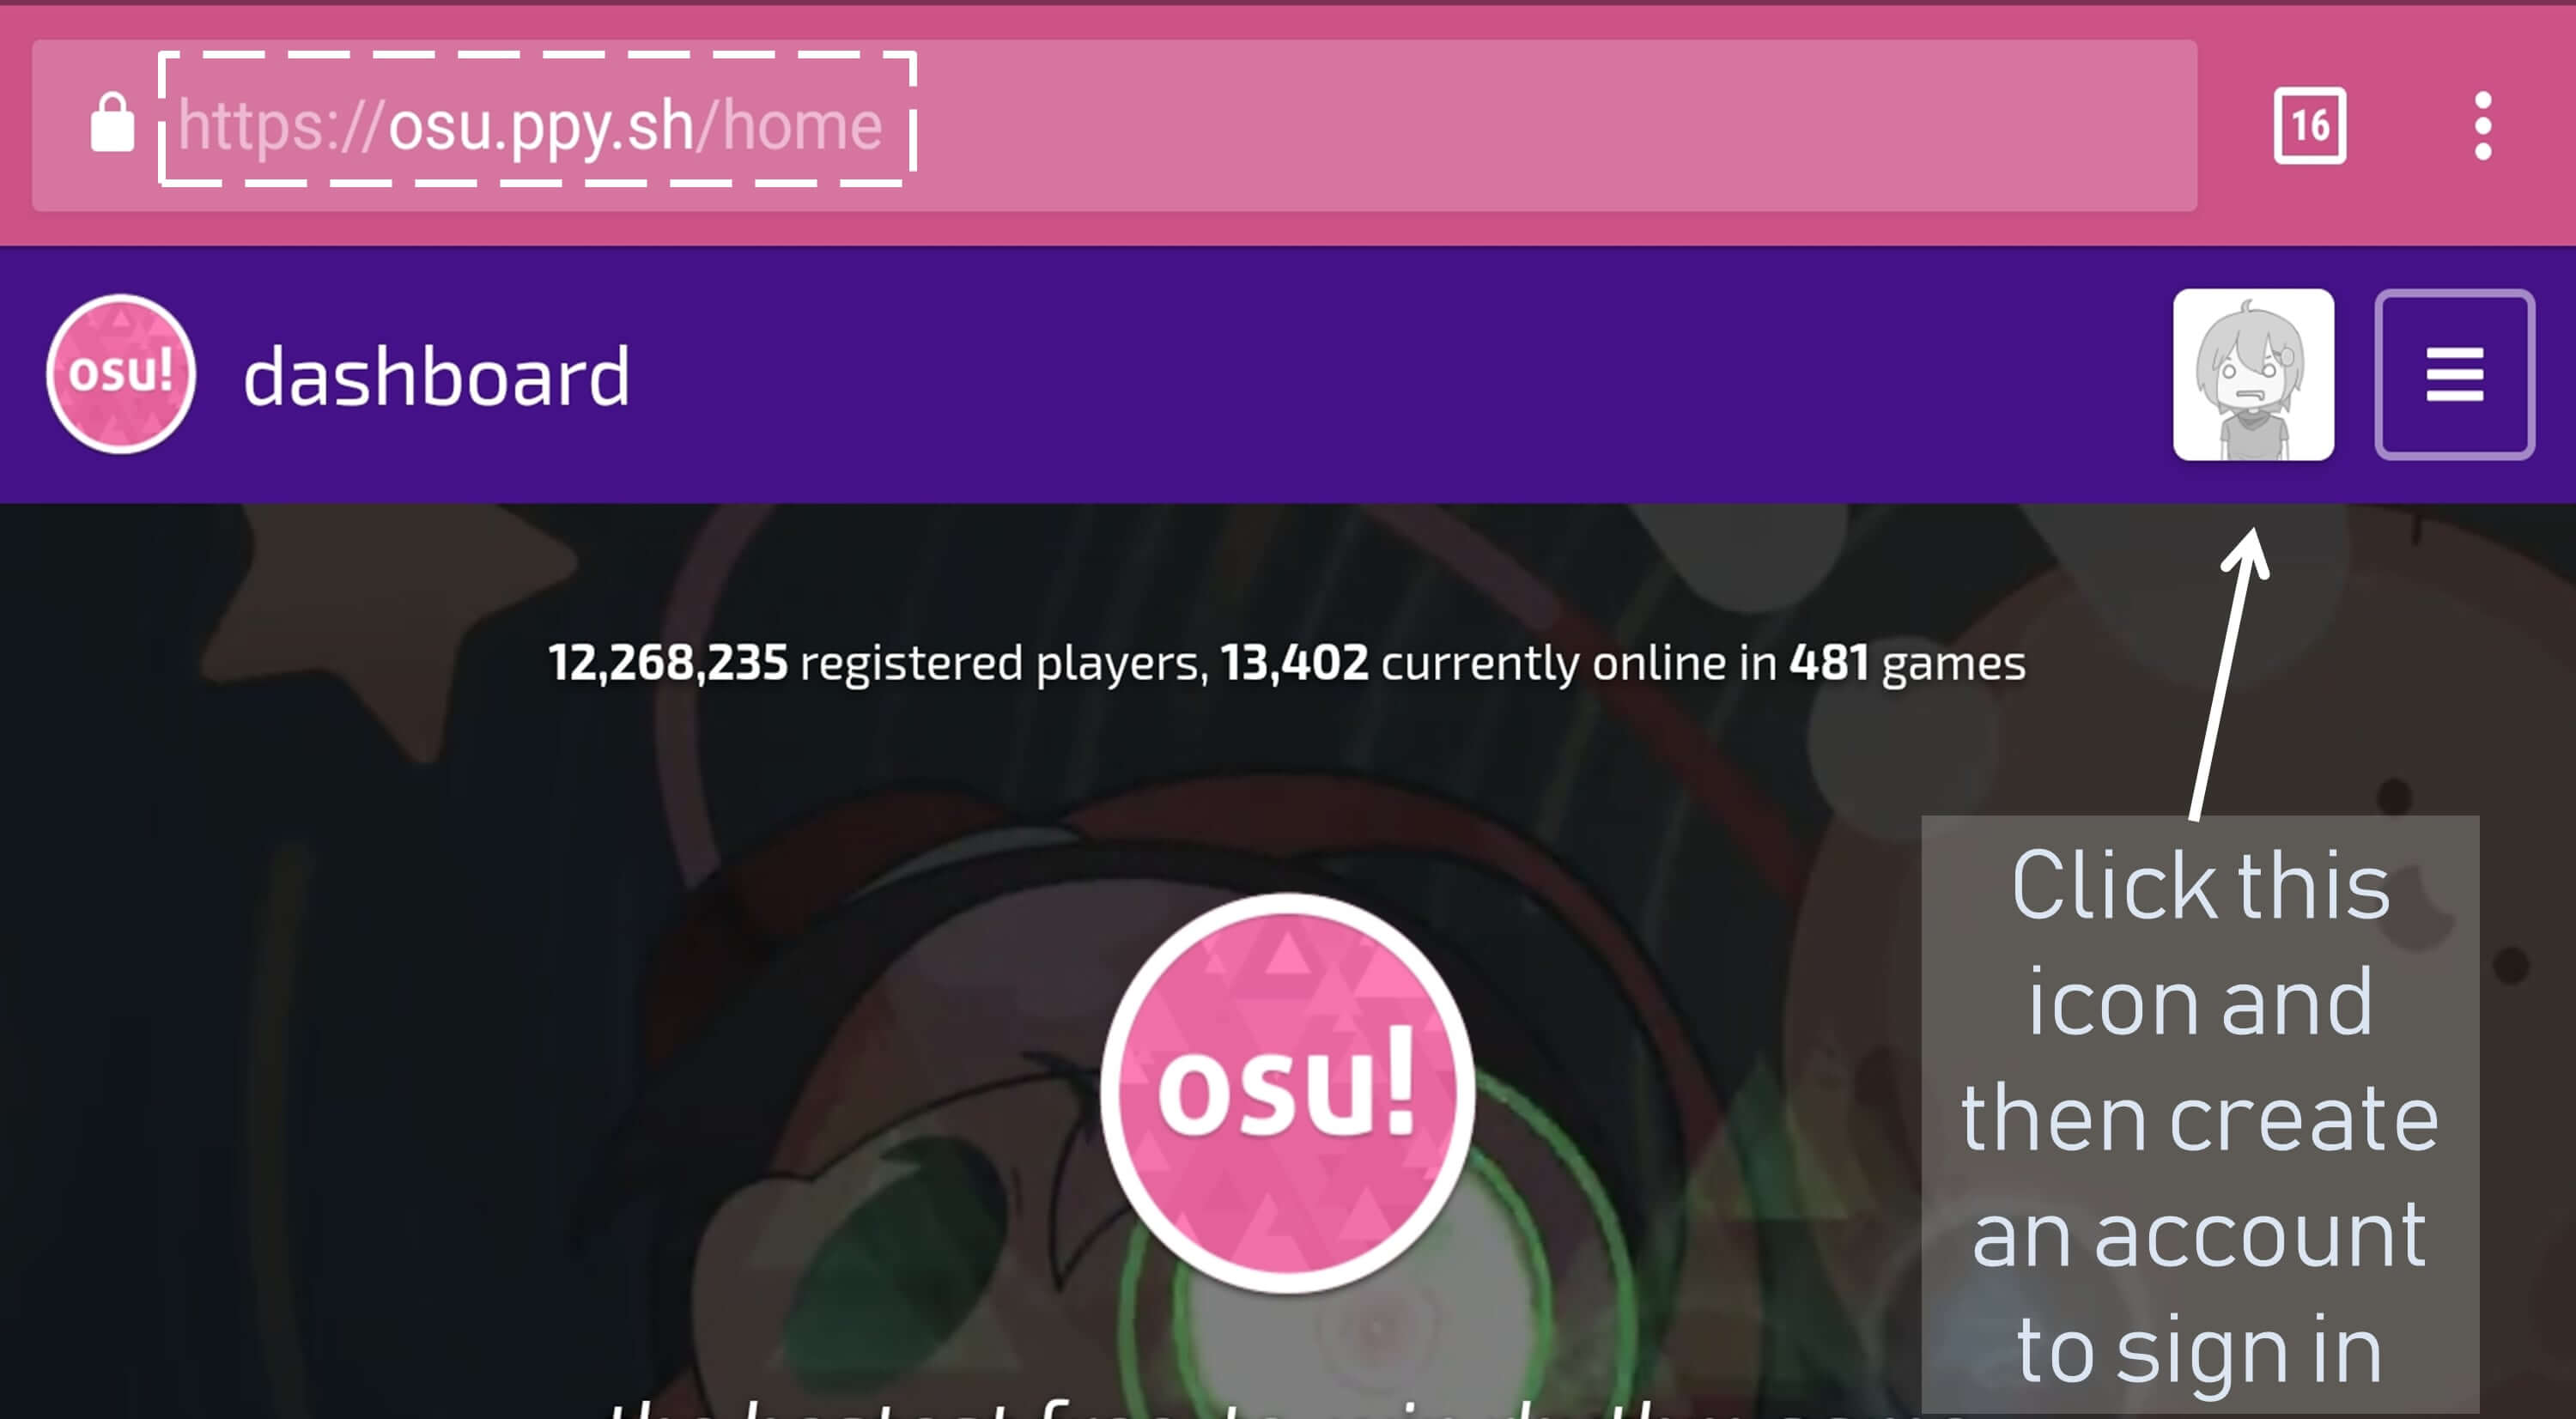 https://osu.ppy.sh/home
16
osu! dashboard
12,268,235 registered players, 13,402 currently online in 481 games
Click this
icon and
then create
an account
to sign in
osu!